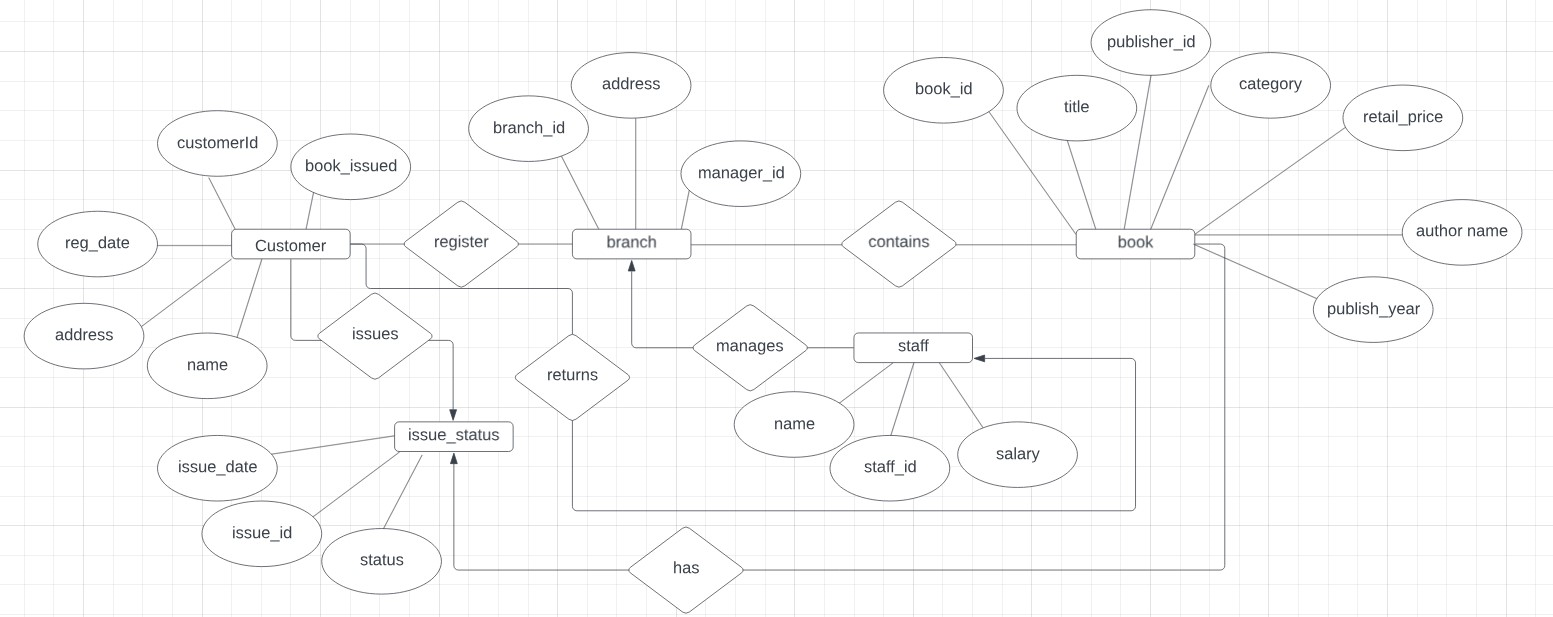 publisher_id
address
category
book_id
title
retail_price
branch_id
customerId
book_issued
manager_id
reg_date
Customer
register
branch
contains
book
author name
publish_year
address
issues
manages
staff
name
returns
name
issue_status
salary
issue_date
staff_id
issue_id
status
has